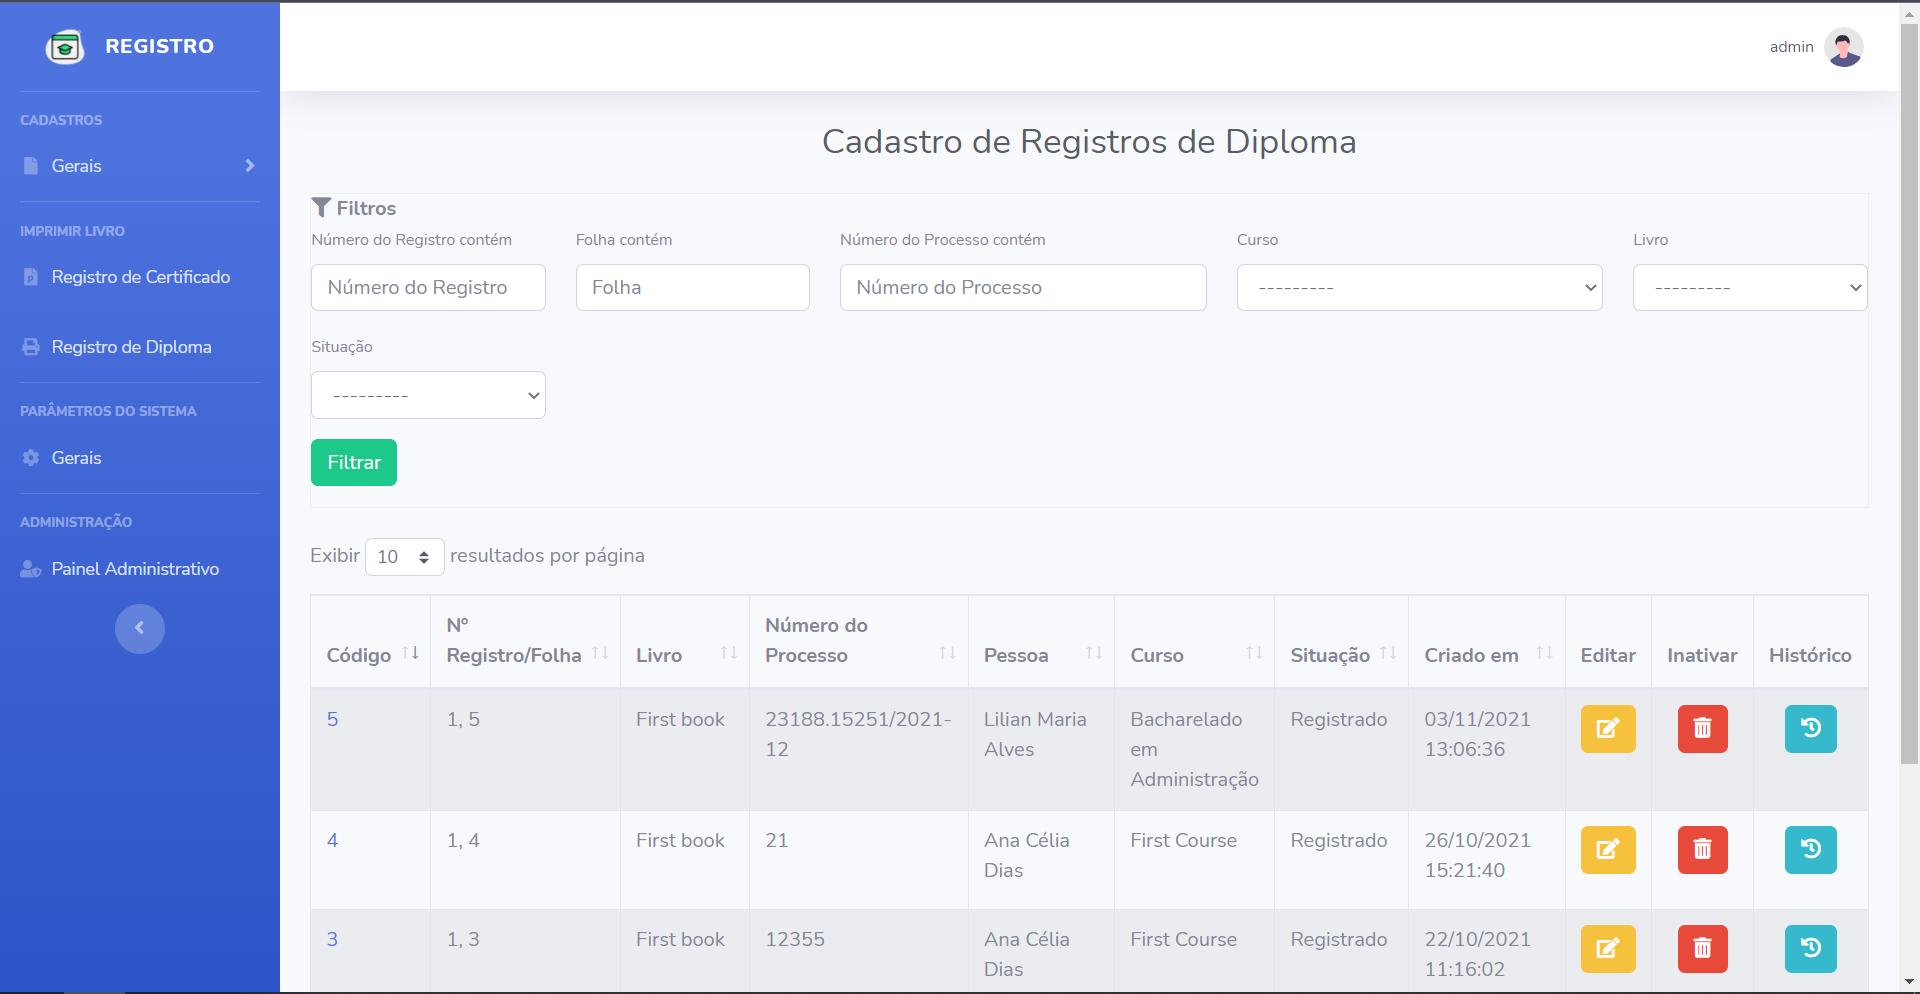 REGISTRO
admin
CADASTROS
Gerais
IMPRIMIR LIVRO
Registro de Certificado
Registro de Diploma
PARÂMETROS DO SISTEMA
Gerais
ADMINISTRAÇÃO
Painel Administrativo
Cadastro de Registros de Diploma
Filtros
Número do Registro contém Folha contém Número do Processo contém Curso Livro
Número do Registro Folha Número do Processo --------- ---------
Situação
---------
Filtrar
Exibir 10 resultados por página
Código Nº Registro/Folha Livro Número do Processo Pessoa Curso Situação Criado em Editar Inativar Histórico
5 1, 5 First book 23188.15251/2021-12 Lilian Maria Alves Bacharelado em Administração Registrado 03/11/2021 13:06:36
4 1, 4 First book 21 Ana Célia Dias First Course Registrado 26/10/2021 15:21:40
3 1, 3 First book 12355 Ana Célia Dias First Course Registrado 22/10/2021 11:16:02